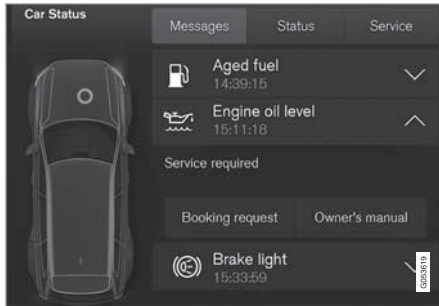 Car Status
Messages Status Service
Aged fuel
14:39:15
Engine oil level
15:11:18
Service required
Booking request Owner's manual
Brake light
15:33:59
G053619